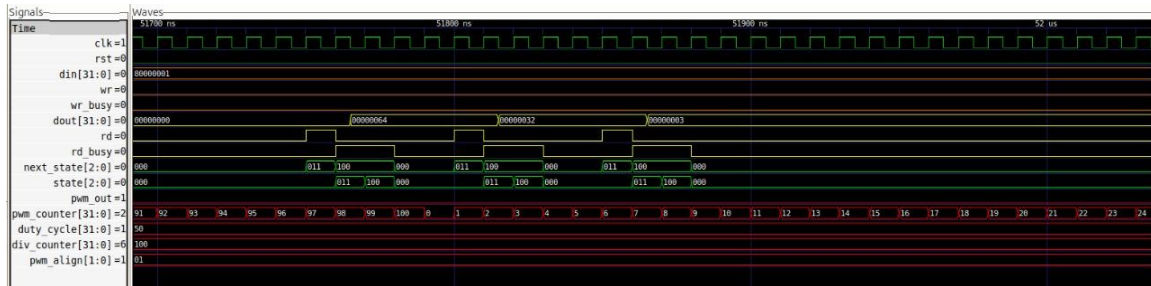 Signals
Waves
Time
51700 ns 51800 ns 51900 ns 52 us
clk=1
rst=0
din[31:0]=0 80000001
wr=0
wr_busy=0
dout[31:0]=0 00000000 00000064 00000032 00000003
rd=0
rd_busy=0
next_state[2:0]=0 000 011 100 000 011 100 000 011 100 000
state[2:0]=0 000 011 100 000 011 100 000 011 100 000
pwm_out=1
pwm_counter[31:0]=2 91 92 93 94 95 96 97 98 99 100 0 1 2 3 4 5 6 7 8 9 10 11 12 13 14 15 16 17 18 19 20 21 22 23 24
duty_cycle[31:0]=1 50
div_counter[31:0]=6 100
pwm_align[1:0]=1 01